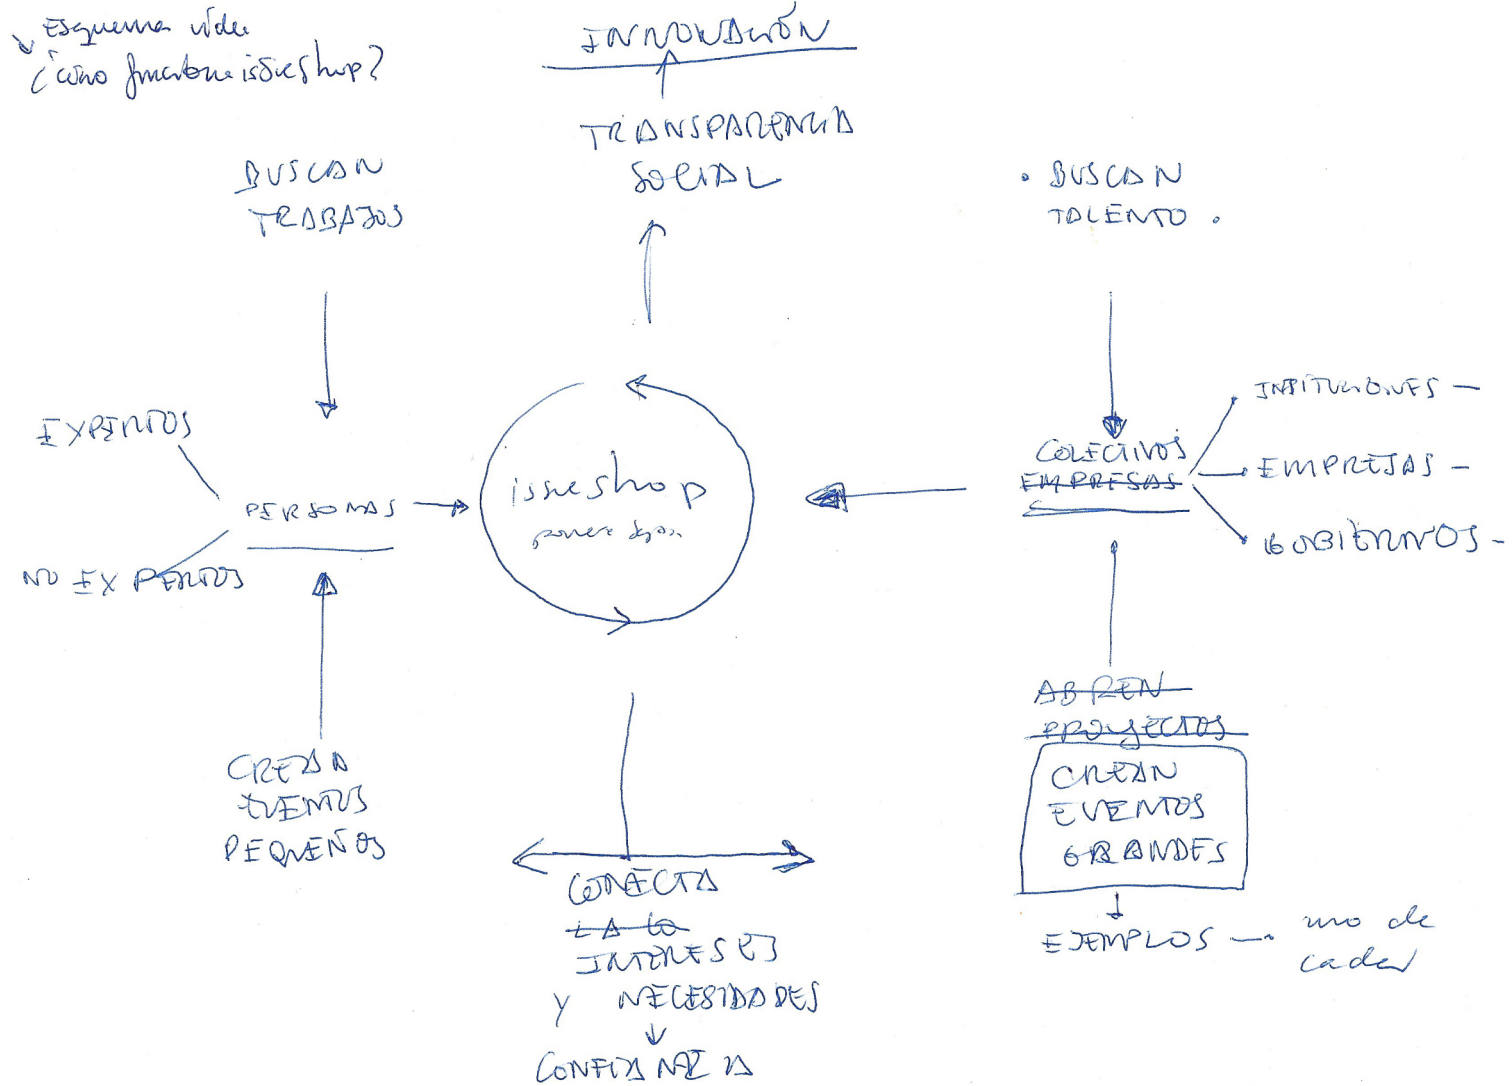 Esquema vídeo
¿cómo funciona issueshop?
INNOVACIÓN
TRANSPARENCIA
SOCIAL
BUSCAN
TRABAJOS
• BUSCAN
TALENTO •
EXPERTOS
PERSONAS
NO EXPERTOS
issueshop
COLECTIVOS
EMPRESAS
INSTITUCIONES —
EMPRESAS —
GOBIERNOS —
ABREN
PROYECTOS
CREAN
EVENTOS
GRANDES
EJEMPLOS — uno de
cada
CREAN
EVENTOS
PEQUEÑOS
CONECTA
LA LO
INTERESES
Y NECESIDADES
CONFIANZA